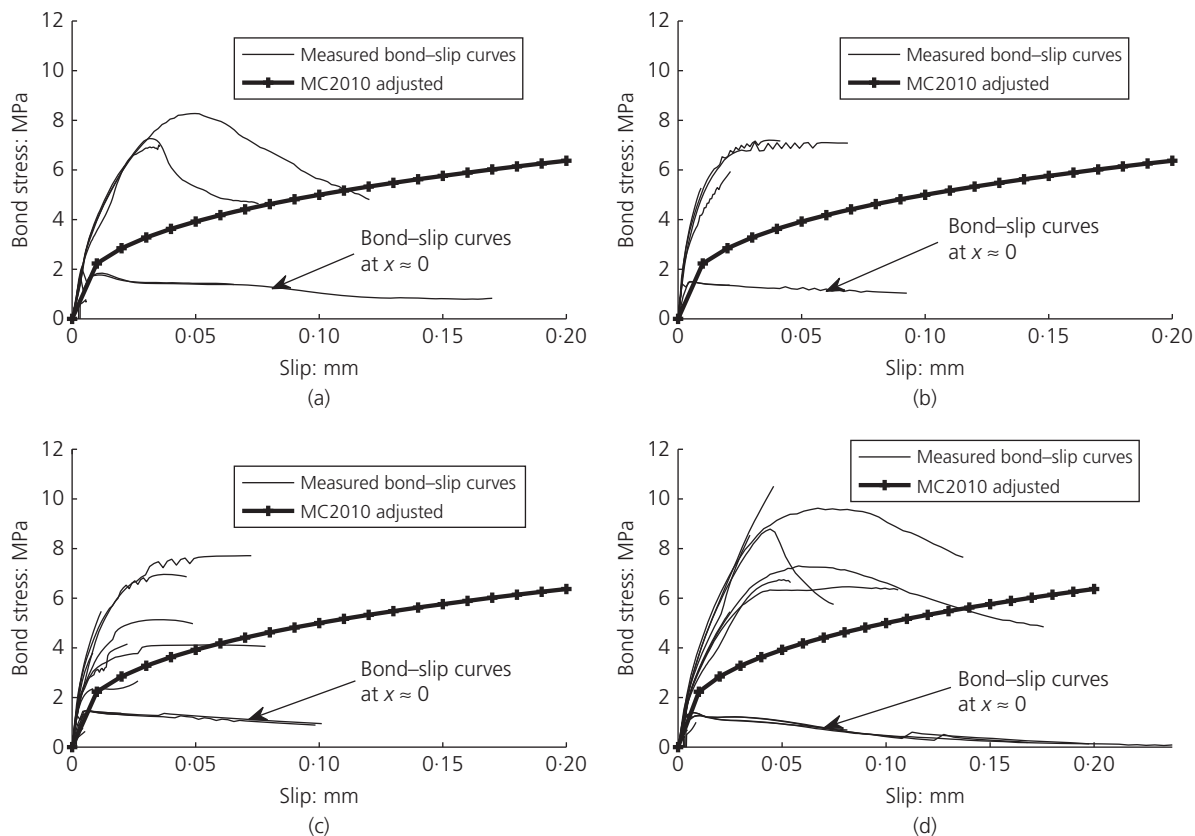 12
10
8
6
4
2
0
Bond stress: MPa
Measured bond–slip curves
MC2010 adjusted
Bond–slip curves
at x ≈ 0
0 0·05 0·10 0·15 0·20
Slip: mm
(a)
12
10
8
6
4
2
0
Bond stress: MPa
Measured bond–slip curves
MC2010 adjusted
Bond–slip curves
at x ≈ 0
0 0·05 0·10 0·15 0·20
Slip: mm
(b)
12
10
8
6
4
2
0
Bond stress: MPa
Measured bond–slip curves
MC2010 adjusted
Bond–slip curves
at x ≈ 0
0 0·05 0·10 0·15 0·20
Slip: mm
(c)
12
10
8
6
4
2
0
Bond stress: MPa
Measured bond–slip curves
MC2010 adjusted
Bond–slip curves
at x ≈ 0
0 0·05 0·10 0·15 0·20
Slip: mm
(d)